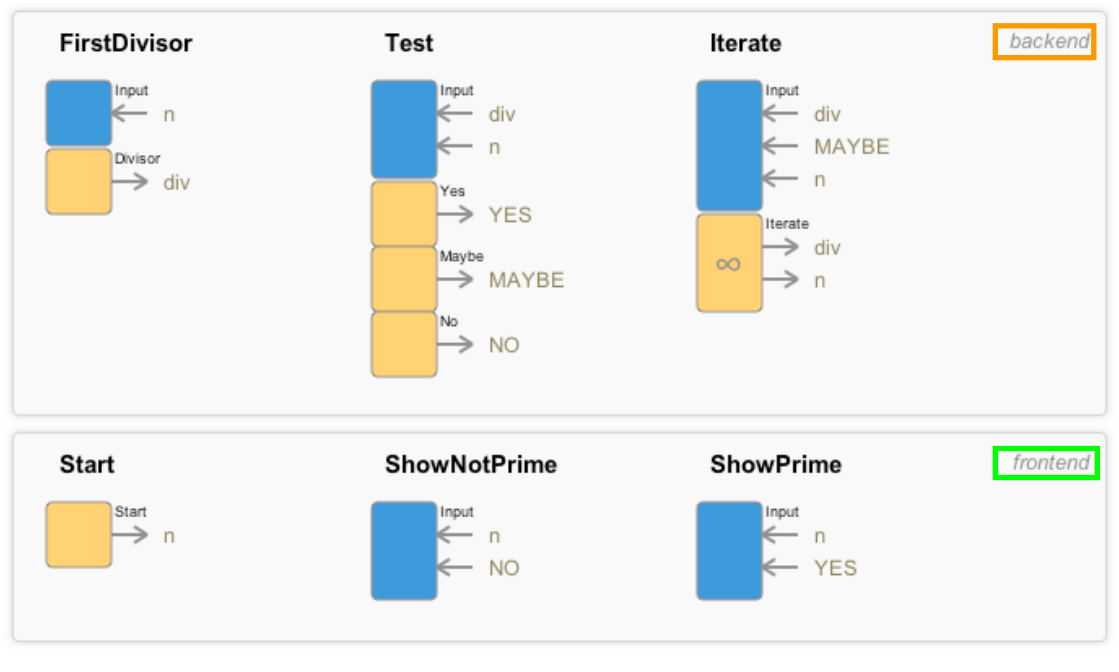 FirstDivisor
Input
n
Divisor
div
Test
Input
div
n
Yes
YES
Maybe
MAYBE
No
NO
Iterate
Input
div
MAYBE
n
Iterate
∞
div
n
backend
Start
Start
n
ShowNotPrime
Input
n
NO
ShowPrime
Input
n
YES
frontend